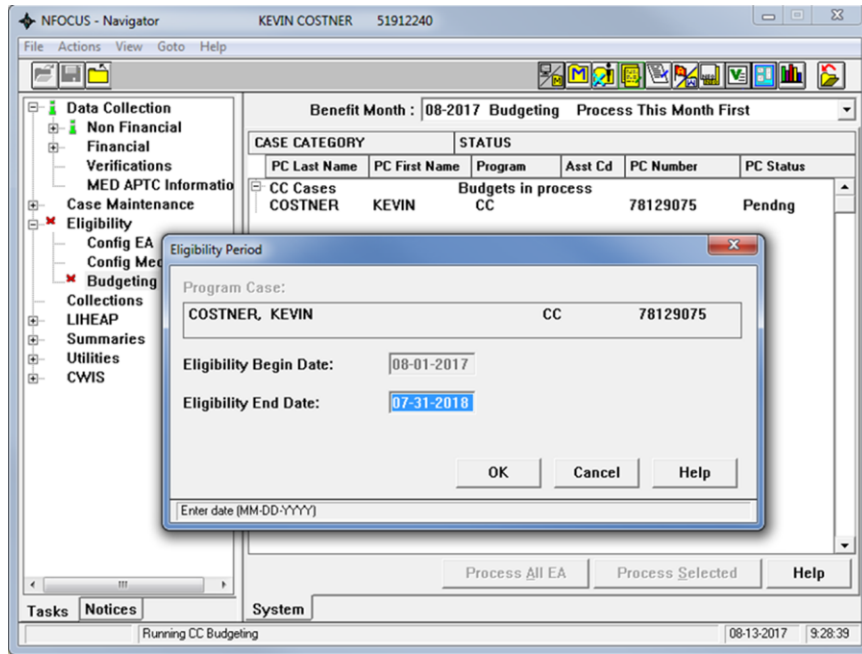 NFOCUS - Navigator KEVIN COSTNER 51912240
File Actions View Goto Help
Data Collection
Non Financial
Financial
Verifications
MED APTC Informatio
Case Maintenance
Eligibility
Config EA
Config Med
Budgeting
Collections
LIHEAP
Summaries
Utilities
CWIS
Benefit Month : 08-2017 Budgeting Process This Month First
CASE CATEGORY STATUS
PC Last Name PC First Name Program Asst Cd PC Number PC Status
CC Cases Budgets in process
COSTNER KEVIN CC 78129075 Pendng
Eligibility Period
Program Case:
COSTNER, KEVIN CC 78129075
Eligibility Begin Date: 08-01-2017
Eligibility End Date: 07-31-2018
OK Cancel Help
Enter date (MM-DD-YYYY)
Process All EA Process Selected Help
Tasks Notices System
Running CC Budgeting 08-13-2017 9:28:39